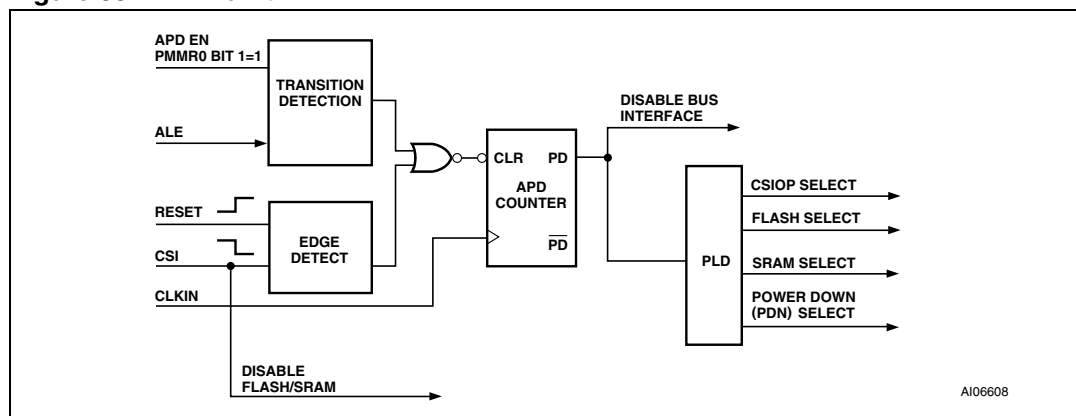 APD EN
PMMR0 BIT 1=1
TRANSITION
DETECTION
ALE
RESET
CSI
EDGE
DETECT
CLKIN
DISABLE
FLASH/SRAM
CLR PD
APD
COUNTER
PD
DISABLE BUS
INTERFACE
PLD
CSIOP SELECT
FLASH SELECT
SRAM SELECT
POWER DOWN
(PDN) SELECT
AI06608